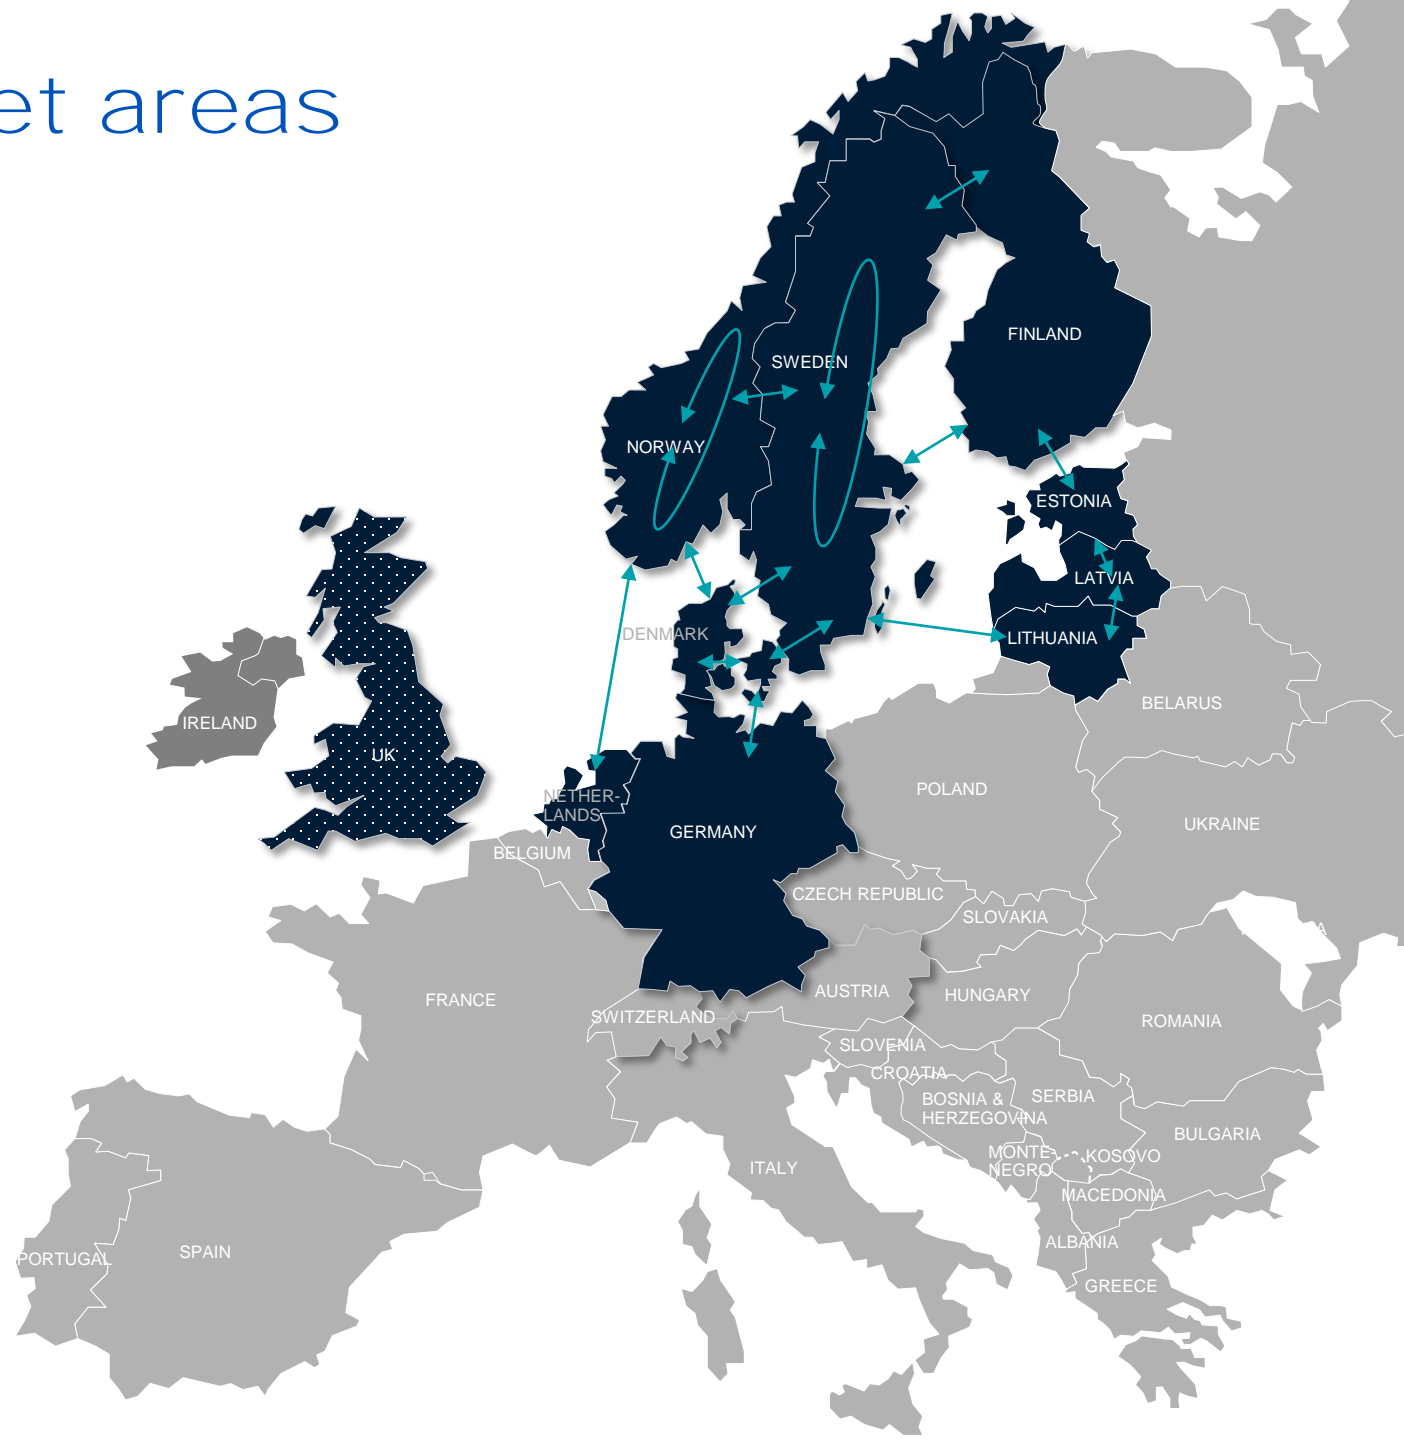 et areas
FINLAND
SWEDEN
NORWAY
ESTONIA
LATVIA
DENMARK
LITHUANIA
IRELAND
BELARUS
UK
NETHER-
LANDS
POLAND
GERMANY
UKRAINE
BELGIUM
CZECH REPUBLIC
SLOVAKIA
FRANCE
AUSTRIA
HUNGARY
SWITZERLAND
ROMANIA
SLOVENIA
CROATIA
BOSNIA &
HERZEGOVINA
SERBIA
BULGARIA
MONTE-
NEGRO
KOSOVO
ITALY
MACEDONIA
ALBANIA
SPAIN
PORTUGAL
GREECE